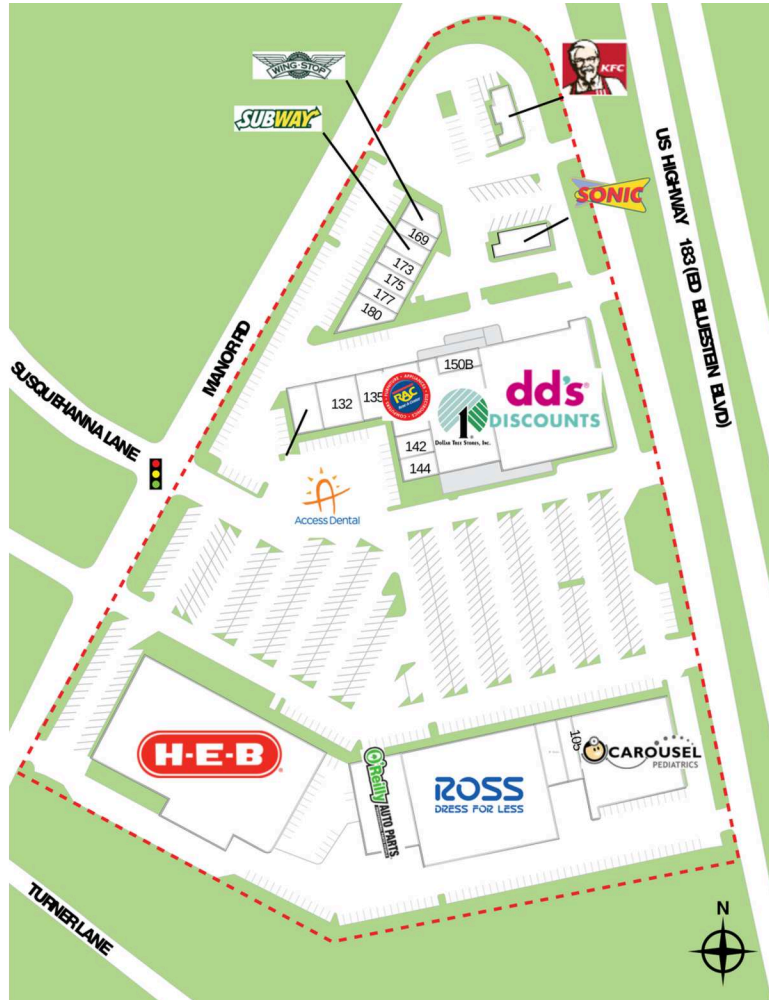 WING·STOP
SUBWAY
KFC
SONIC
US HIGHWAY 183 (ED BLUESTEIN BLVD)
169
173
175
177
180
MANOR RD
SUSQUEHANNA LANE
150B
132
135
RAC
dd's
DISCOUNTS
1
DOLLAR TREE STORES, INC.
142
144
Access Dental
H-E-B
O'Reilly AUTO PARTS
ROSS
DRESS FOR LESS
CAROUSEL
PEDIATRICS
TURNER LANE
N